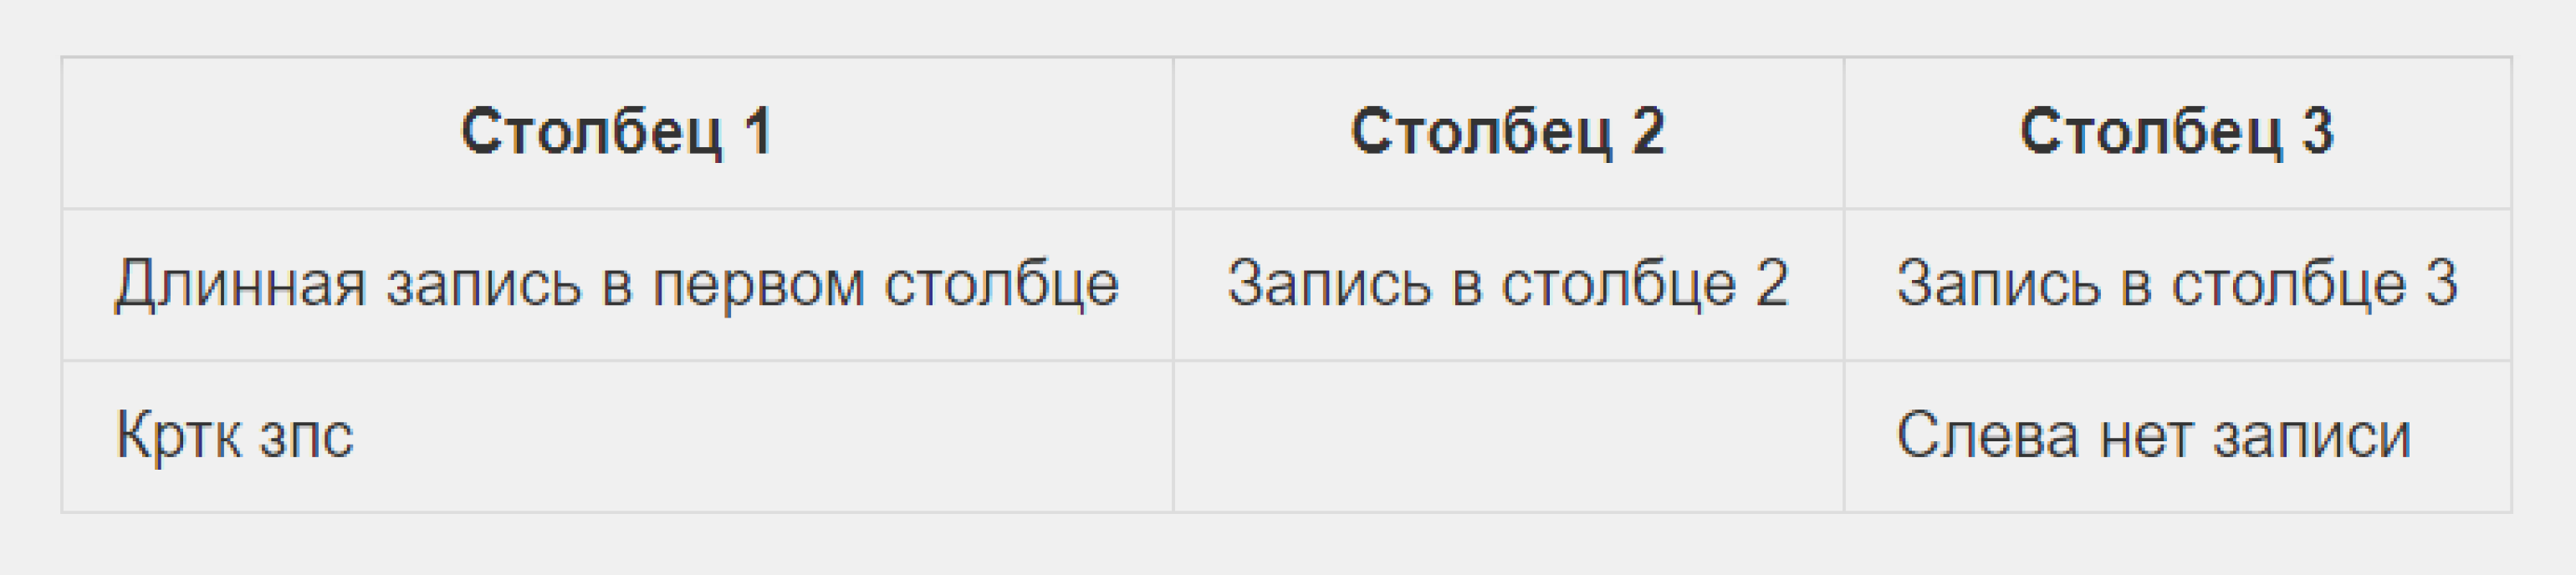 Столбец 1 Столбец 2 Столбец 3
Длинная запись в первом столбце Запись в столбце 2 Запись в столбце 3
Кртк зпс Слева нет записи